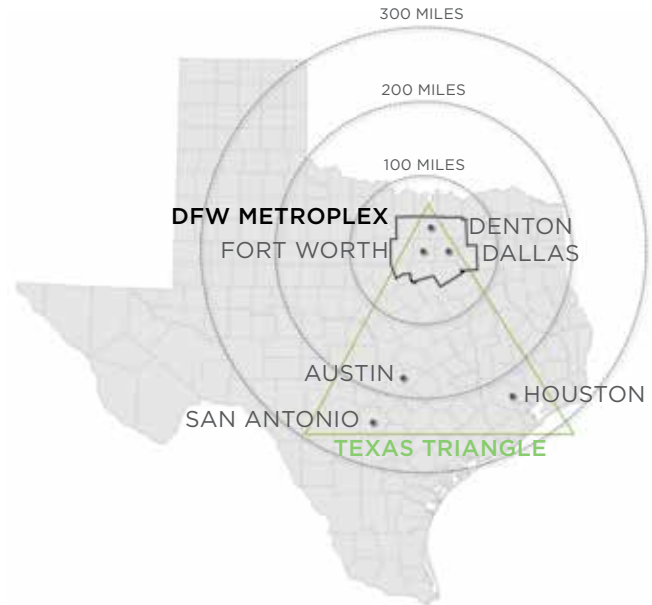 300 MILES
200 MILES
100 MILES
DFW METROPLEX
DENTON
FORT WORTH
DALLAS
AUSTIN
HOUSTON
SAN ANTONIO
TEXAS TRIANGLE